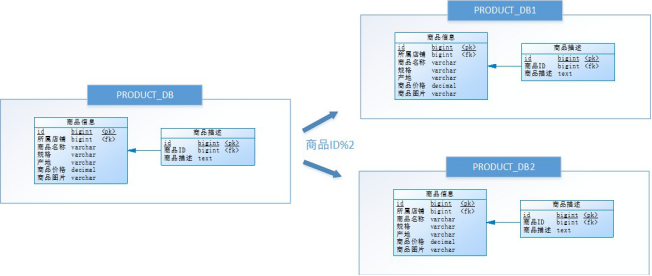 PRODUCT_DB
商品信息
id bigint <pk>
所属店铺 bigint <fk>
商品名称 varchar
规格 varchar
产地 varchar
商品价格 decimal
商品图片 varchar
商品描述
id bigint <pk>
商品ID bigint <fk>
商品描述 text
商品ID%2
PRODUCT_DB1
商品信息
id bigint <pk>
所属店铺 bigint <fk>
商品名称 varchar
规格 varchar
产地 varchar
商品价格 decimal
商品图片 varchar
商品描述
id bigint <pk>
商品ID bigint <fk>
商品描述 text
PRODUCT_DB2
商品信息
id bigint <pk>
所属店铺 bigint <fk>
商品名称 varchar
规格 varchar
产地 varchar
商品价格 decimal
商品图片 varchar
商品描述
id bigint <pk>
商品ID bigint <fk>
商品描述 text